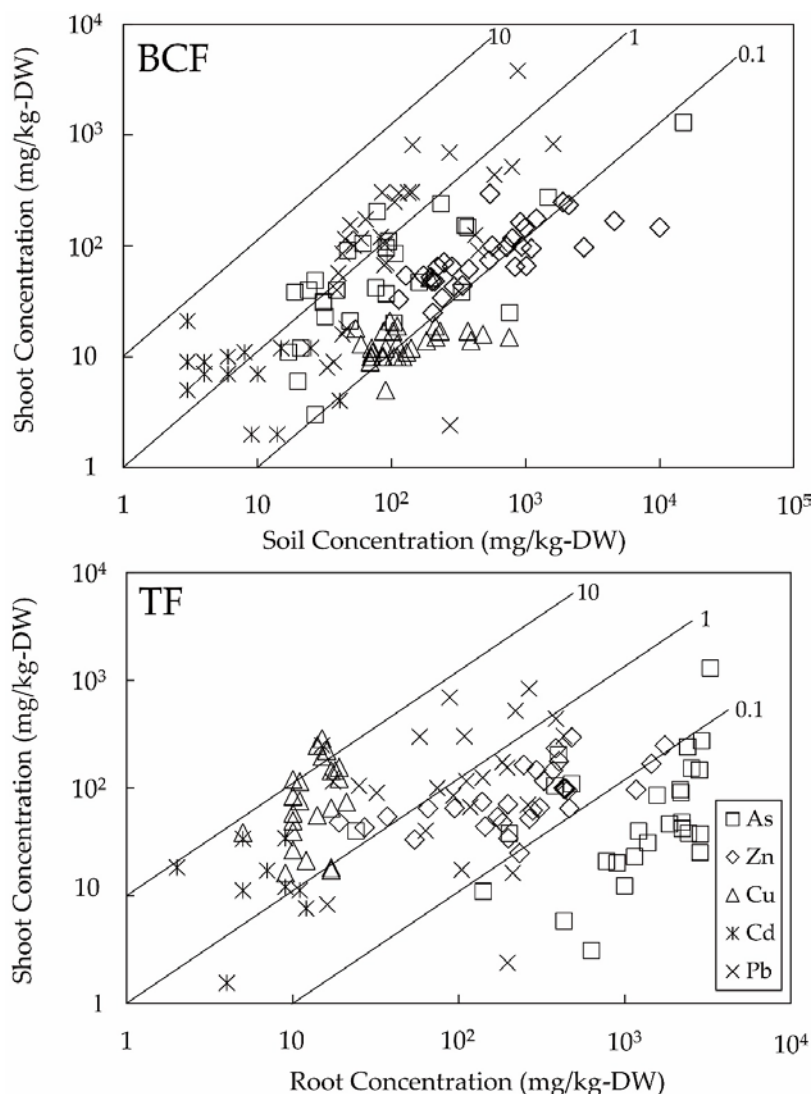 BCF
10
1
0.1
Shoot Concentration (mg/kg-DW)
10⁴
10³
10²
10
1
1 10 10² 10³ 10⁴ 10⁵
Soil Concentration (mg/kg-DW)
TF
10
1
0.1
Shoot Concentration (mg/kg-DW)
10⁴
10³
10²
10
1
As
Zn
Cu
Cd
Pb
1 10 10² 10³ 10⁴
Root Concentration (mg/kg-DW)